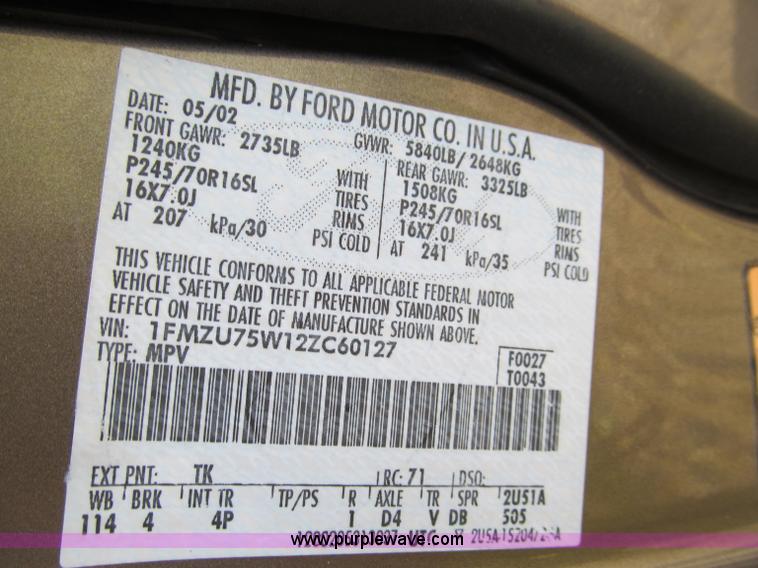 MFD. BY FORD MOTOR CO. IN U.S.A.
DATE: 05/02 GVWR: 5840LB/2648KG
FRONT GAWR: 2735LB REAR GAWR: 3325LB
1240KG WITH 1508KG WITH
P245/70R16SL TIRES P245/70R16SL TIRES
16X7.0J RIMS 16X7.0J RIMS
AT 207 kPa/30 PSI COLD AT 241 kPa/35 PSI COLD
THIS VEHICLE CONFORMS TO ALL APPLICABLE FEDERAL MOTOR
VEHICLE SAFETY AND THEFT PREVENTION STANDARDS IN
EFFECT ON THE DATE OF MANUFACTURE SHOWN ABOVE.
VIN: 1FMZU75W12ZC60127
TYPE: MPV F0027
T0043
EXT PNT: TK RC: 71 DSO:
WB BRK INT TR TP/PS R AXLE TR SPR 2U51A
114 4 4P 1 D4 V DB 505
www.purplewave.com